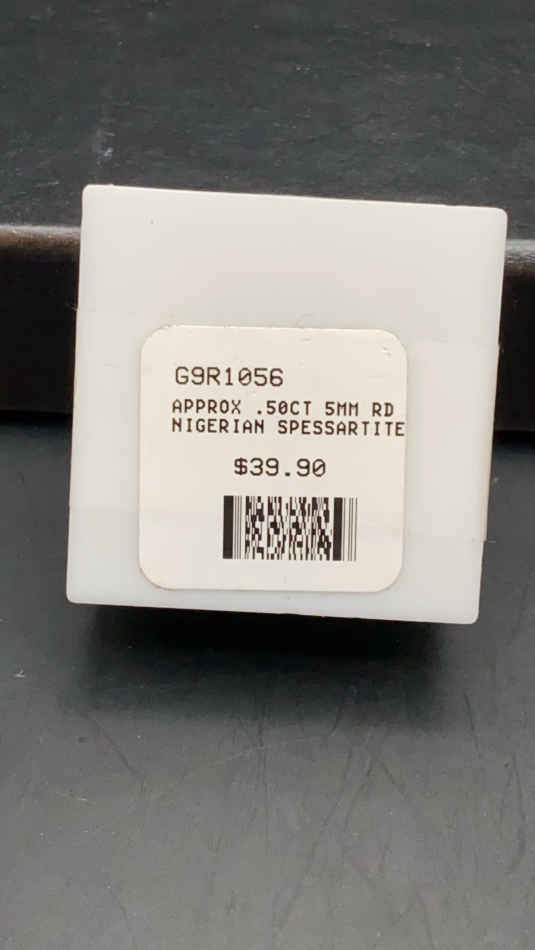 G9R1056
APPROX .50CT 5MM RD
NIGERIAN SPESSARTITE
$39.90